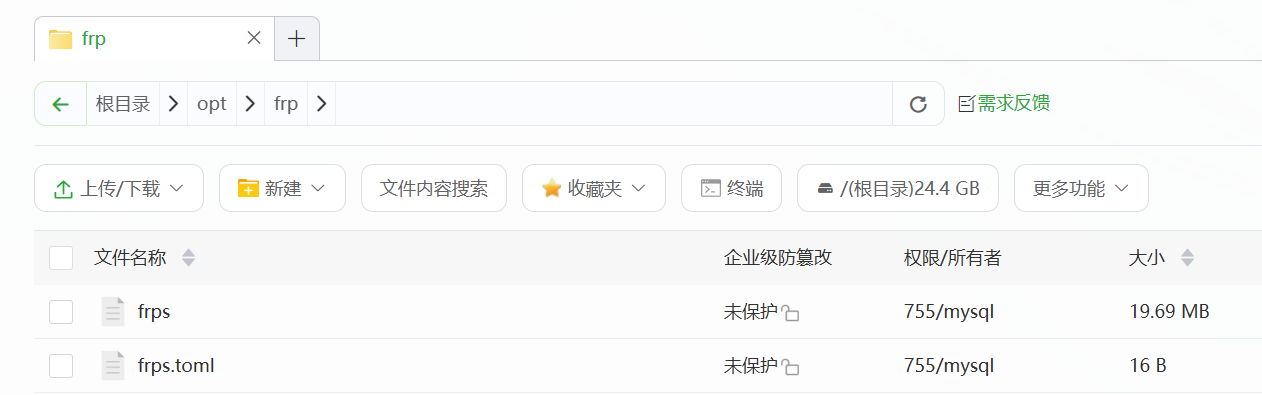 frp
根目录 opt frp 需求反馈
上传/下载 新建 文件内容搜索 收藏夹 终端 /(根目录)24.4 GB 更多功能
文件名称 企业级防篡改 权限/所有者 大小
frps 未保护 755/mysql 19.69 MB
frps.toml 未保护 755/mysql 16 B